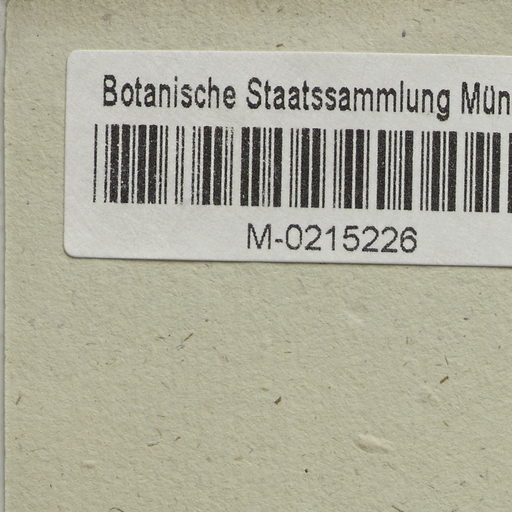 Botanische Staatssammlung Mün
M-0215226